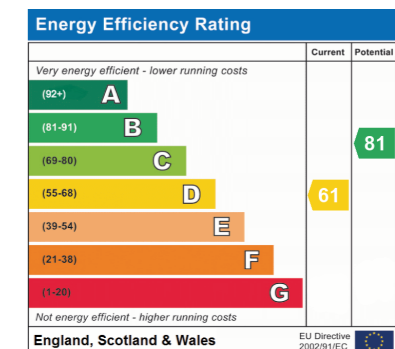 Energy Efficiency Rating
Current Potential
Very energy efficient - lower running costs
(92+) A
(81-91) B
81
(69-80) C
(55-68) D
61
(39-54) E
(21-38) F
(1-20) G
Not energy efficient - higher running costs
England, Scotland & Wales
EU Directive
2002/91/EC